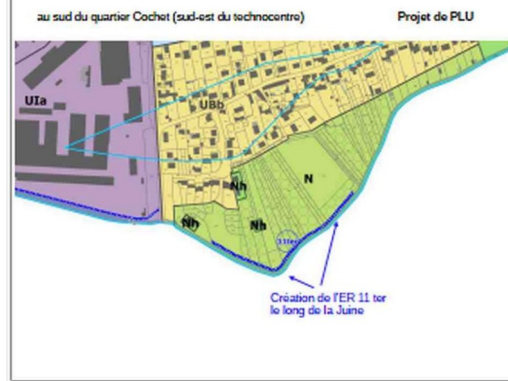 au sud du quartier Cochet (sud-est du technocentre) Projet de PLU
UIa
UBb
Nh
N
Nh
Nh
11ter
Création de l'ER 11 ter
le long de la Juine